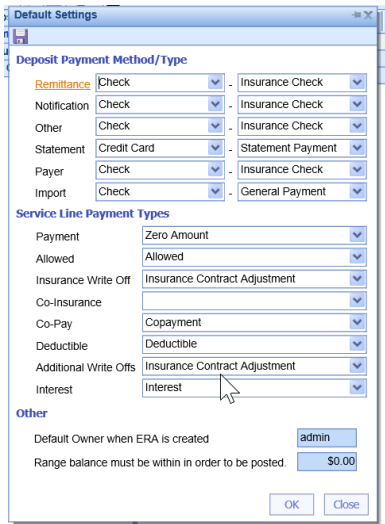 Default Settings
Deposit Payment Method/Type
Remittance Check - Insurance Check
Notification Check - Insurance Check
Other Check - Insurance Check
Statement Credit Card - Statement Payment
Payer Check - Insurance Check
Import Check - General Payment
Service Line Payment Types
Payment Zero Amount
Allowed Allowed
Insurance Write Off Insurance Contract Adjustment
Co-Insurance
Co-Pay Copayment
Deductible Deductible
Additional Write Offs Insurance Contract Adjustment
Interest Interest
Other
Default Owner when ERA is created admin
Range balance must be within in order to be posted. $0.00
OK Close